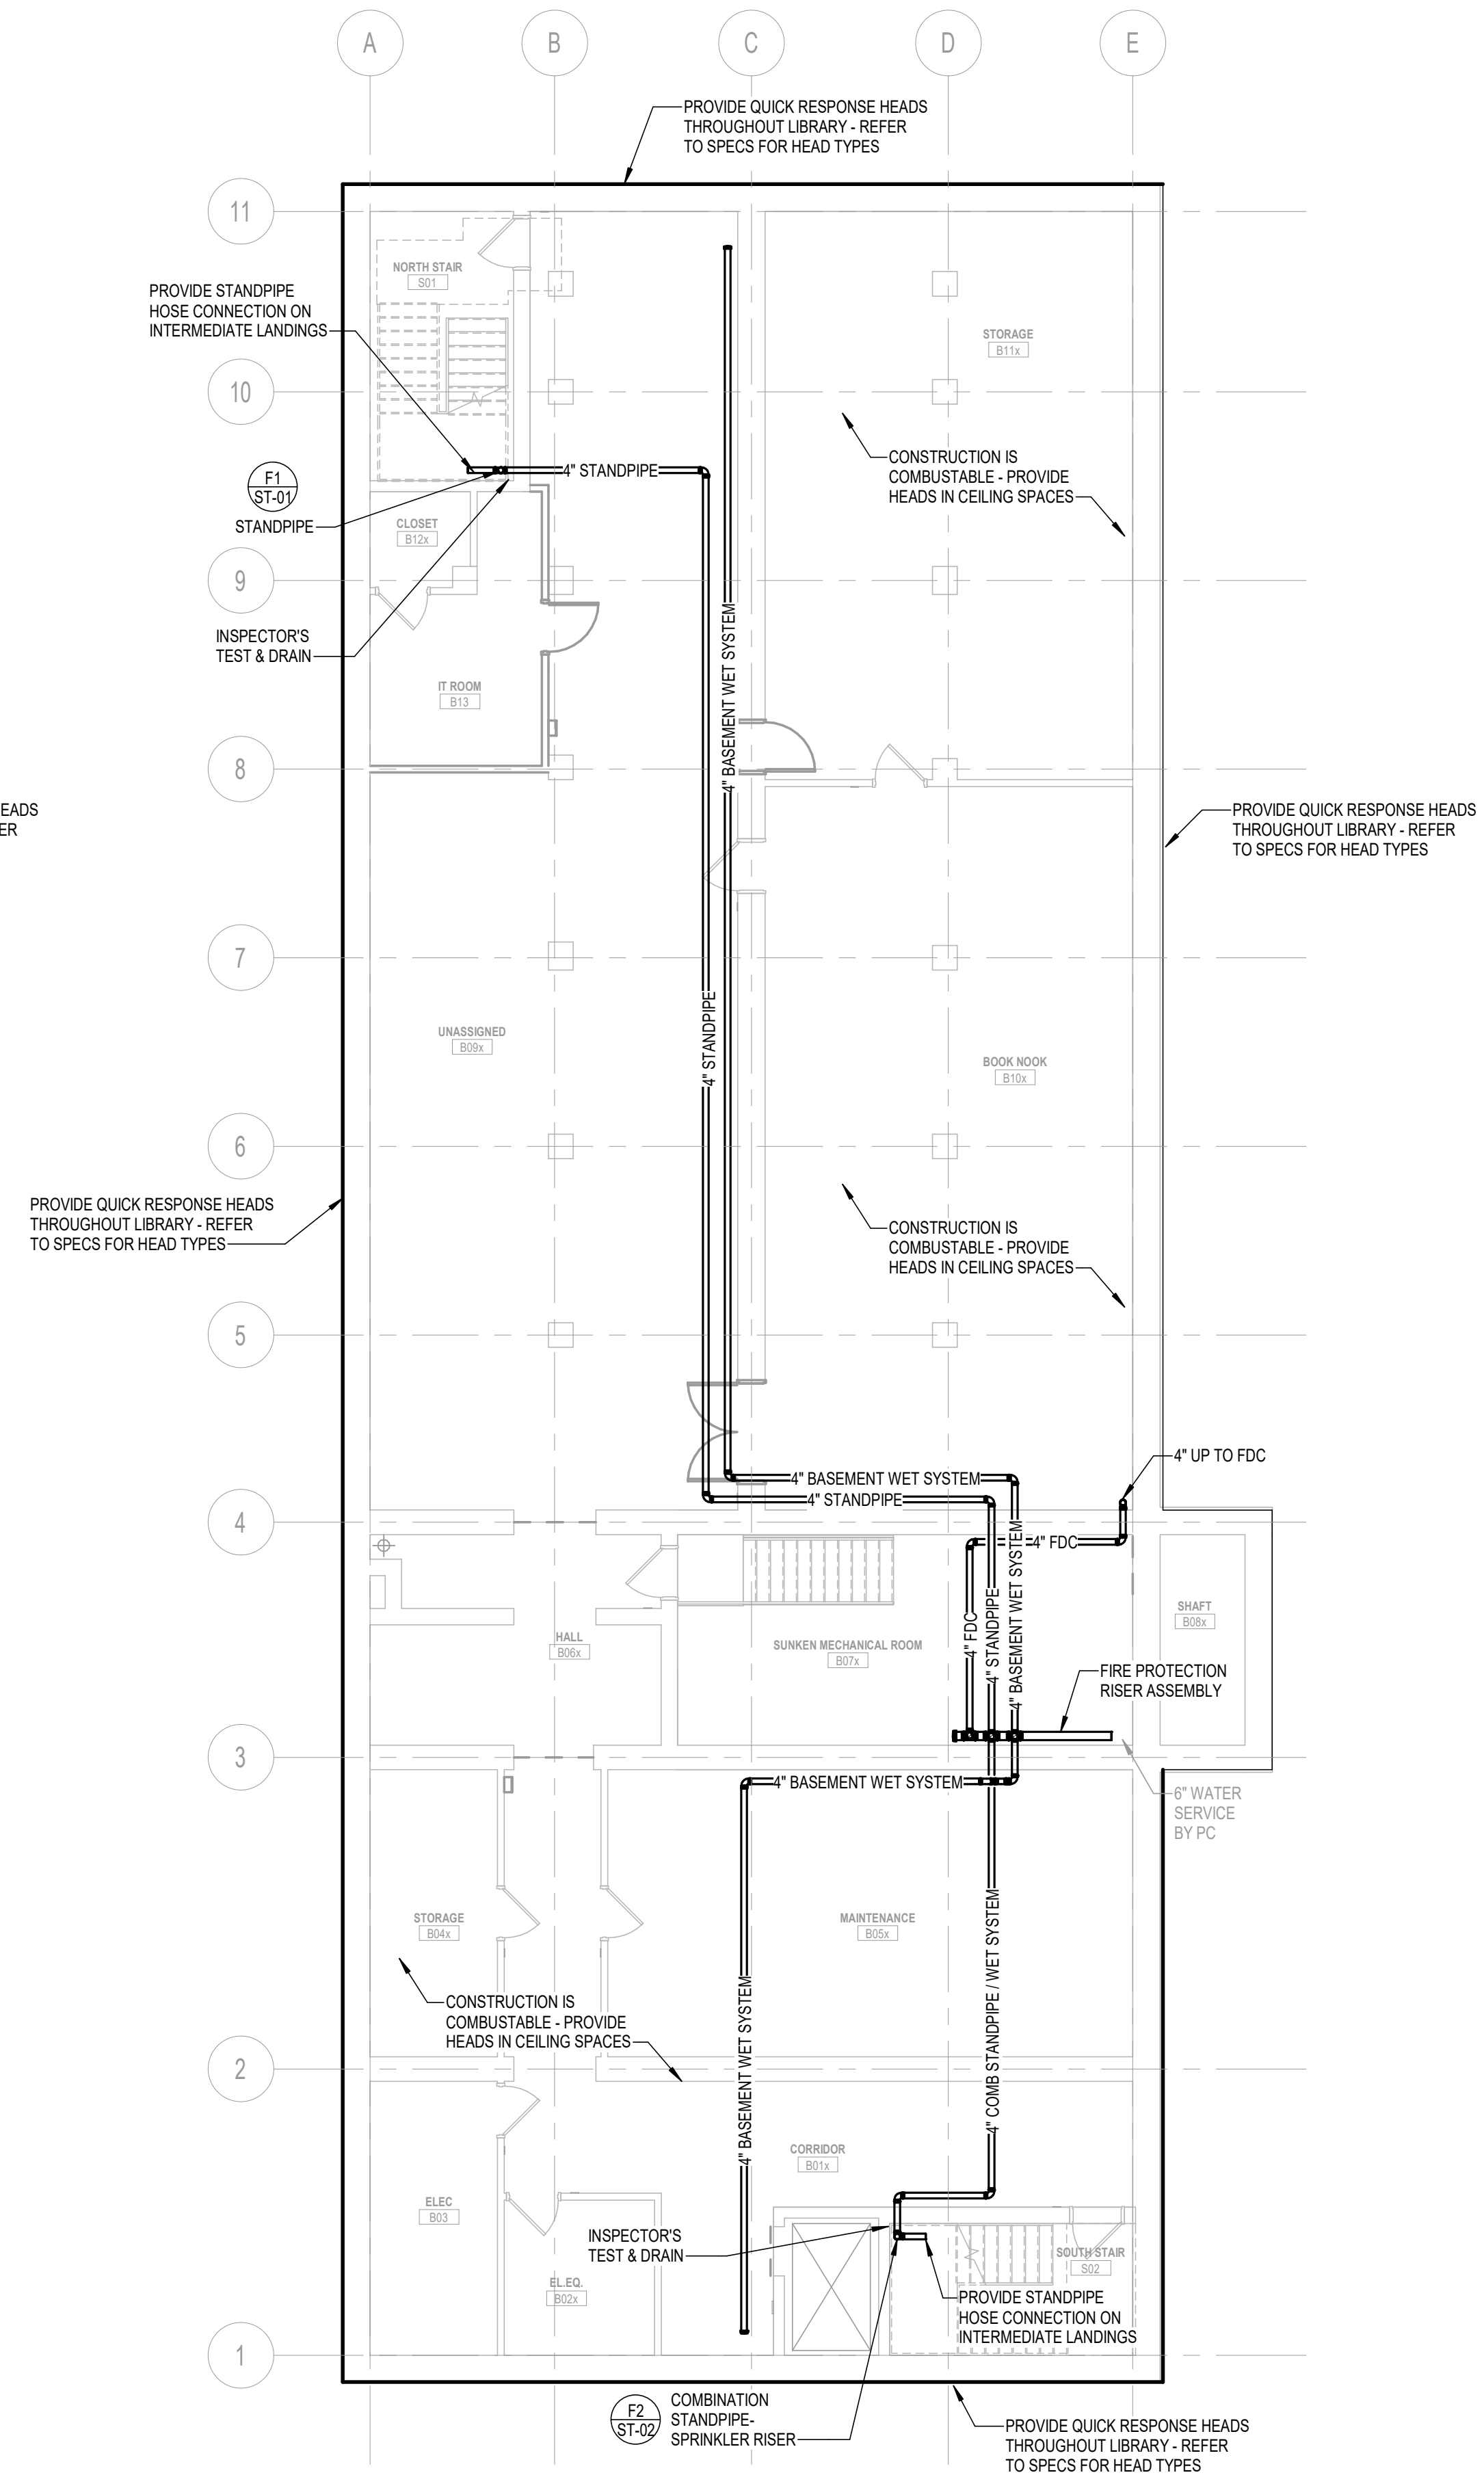 A
B
C
D
E
PROVIDE QUICK RESPONSE HEADS
THROUGHOUT LIBRARY - REFER
TO SPECS FOR HEAD TYPES
11
NORTH STAIR
S01
PROVIDE STANDPIPE
HOSE CONNECTION ON
INTERMEDIATE LANDINGS
STORAGE
B11x
10
CONSTRUCTION IS
COMBUSTABLE - PROVIDE
HEADS IN CEILING SPACES
4" STANDPIPE
F1
ST-01
STANDPIPE
CLOSET
B12x
9
INSPECTOR'S
TEST & DRAIN
IT ROOM
B13
4" BASEMENT WET SYSTEM
8
EADS
ER
PROVIDE QUICK RESPONSE HEADS
THROUGHOUT LIBRARY - REFER
TO SPECS FOR HEAD TYPES
7
4" STANDPIPE
UNASSIGNED
B09x
BOOK NOOK
B10x
6
PROVIDE QUICK RESPONSE HEADS
THROUGHOUT LIBRARY - REFER
TO SPECS FOR HEAD TYPES
CONSTRUCTION IS
COMBUSTABLE - PROVIDE
HEADS IN CEILING SPACES
5
4" UP TO FDC
4" BASEMENT WET SYSTEM
4" STANDPIPE
4
4" FDC
4" FDC
4" STANDPIPE
4" BASEMENT WET SYSTEM
SHAFT
B08x
HALL
B06x
SUNKEN MECHANICAL ROOM
B07x
FIRE PROTECTION
RISER ASSEMBLY
3
4" BASEMENT WET SYSTEM
6" WATER
SERVICE
BY PC
STORAGE
B04x
MAINTENANCE
B05x
4" COMB STANDPIPE / WET SYSTEM
4" BASEMENT WET SYSTEM
CONSTRUCTION IS
COMBUSTABLE - PROVIDE
HEADS IN CEILING SPACES
2
CORRIDOR
B01x
ELEC
B03
INSPECTOR'S
TEST & DRAIN
SOUTH STAIR
S02
EL.EQ.
B02x
PROVIDE STANDPIPE
HOSE CONNECTION ON
INTERMEDIATE LANDINGS
1
F2
ST-02
COMBINATION
STANDPIPE-
SPRINKLER RISER
PROVIDE QUICK RESPONSE HEADS
THROUGHOUT LIBRARY - REFER
TO SPECS FOR HEAD TYPES